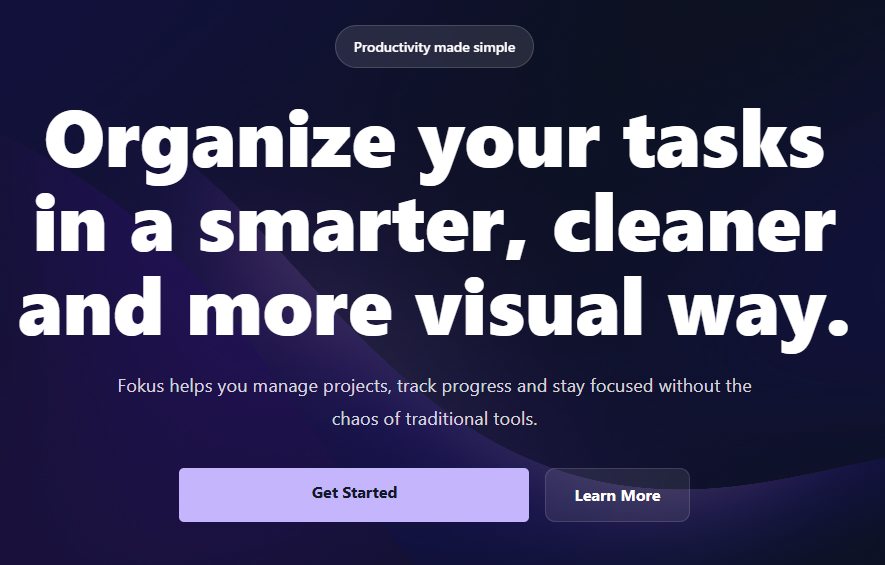 Productivity made simple
Organize your tasks
in a smarter, cleaner
and more visual way.
Fokus helps you manage projects, track progress and stay focused without the
chaos of traditional tools.
Get Started
Learn More